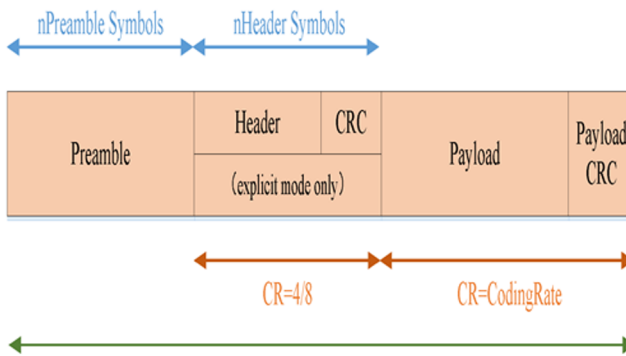 nPreamble Symbols
nHeader Symbols
Preamble
Header
CRC
(explicit mode only)
Payload
Payload
CRC
CR=4/8
CR=CodingRate